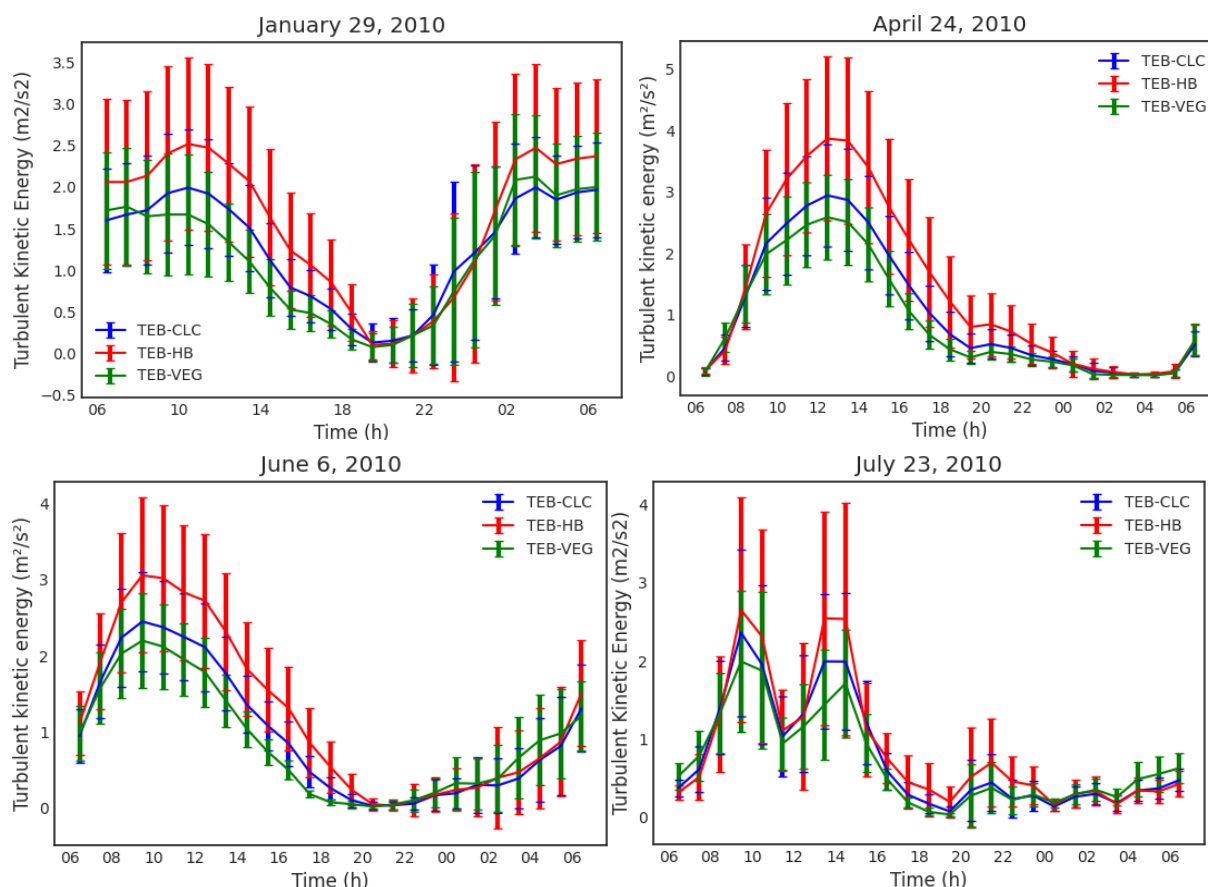 January 29, 2010
Turbulent Kinetic Energy (m2/s2)
3.5
3.0
2.5
2.0
1.5
1.0
0.5
0.0
−0.5
TEB-CLC
TEB-HB
TEB-VEG
06 10 14 18 22 02 06
Time (h)
April 24, 2010
Turbulent kinetic energy (m²/s²)
5
4
3
2
1
0
TEB-CLC
TEB-HB
TEB-VEG
06 08 10 12 14 16 18 20 22 00 02 04 06
Time (h)
June 6, 2010
Turbulent kinetic energy (m²/s²)
4
3
2
1
0
TEB-CLC
TEB-HB
TEB-VEG
06 08 10 12 14 16 18 20 22 00 02 04 06
Time (h)
July 23, 2010
Turbulent Kinetic Energy (m2/s2)
4
3
2
1
0
TEB-CLC
TEB-HB
TEB-VEG
06 08 10 12 14 16 18 20 22 00 02 04 06
Time (h)